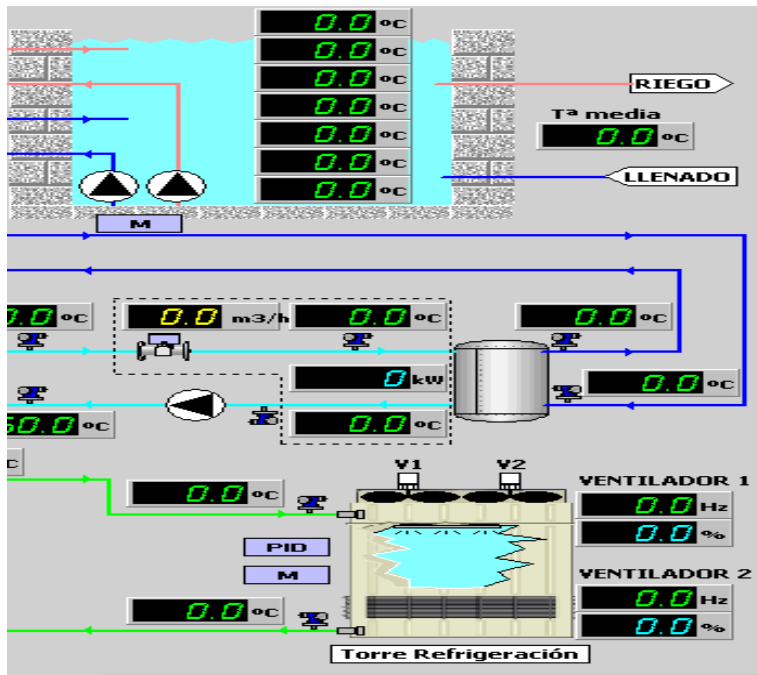 0.0 ºC
0.0 ºC
0.0 ºC
0.0 ºC
0.0 ºC
0.0 ºC
0.0 ºC
RIEGO
Tª media
0.0 ºC
LLENADO
M
0.0 ºC
0.0 m3/h
0.0 ºC
0.0 ºC
0 kW
0.0 ºC
60.0 ºC
0.0 ºC
C
V1 V2
0.0 ºC
VENTILADOR 1
0.0 Hz
0.0 %
PID
M
VENTILADOR 2
0.0 ºC
0.0 Hz
0.0 %
Torre Refrigeración